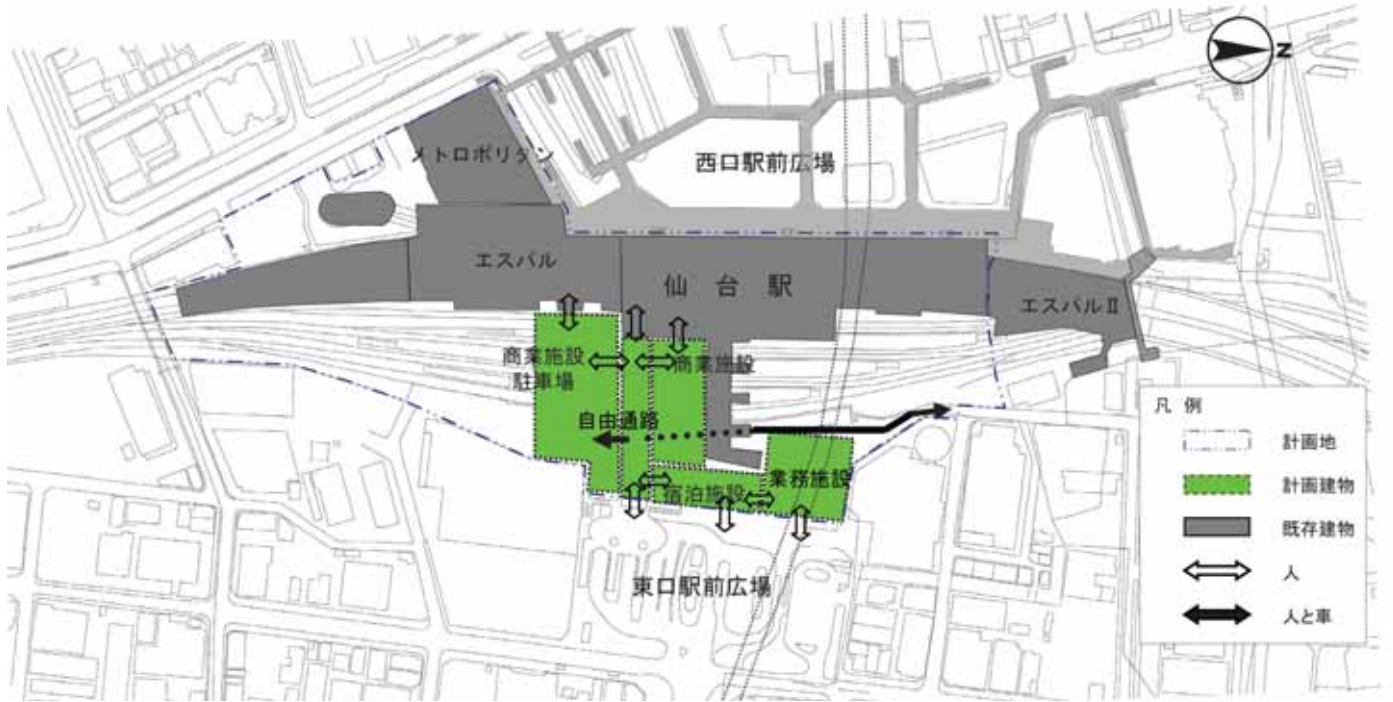 N
メトロポリタン
西口駅前広場
エスパル
仙台駅
エスパルⅡ
商業施設
駐車場
商業施設
自由通路
宿泊施設
業務施設
東口駅前広場
凡例
計画地
計画建物
既存建物
人
人と車